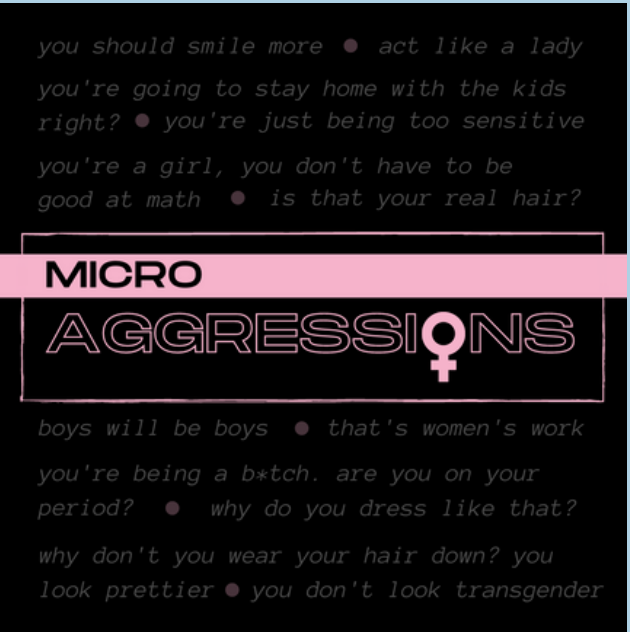 you should smile more ● act like a lady
you're going to stay home with the kids
right? ● you're just being too sensitive
you're a girl, you don't have to be
good at math ● is that your real hair?
MICRO
AGGRESSIONS
boys will be boys ● that's women's work
you're being a b*tch. are you on your
period? ● why do you dress like that?
why don't you wear your hair down? you
look prettier ● you don't look transgender